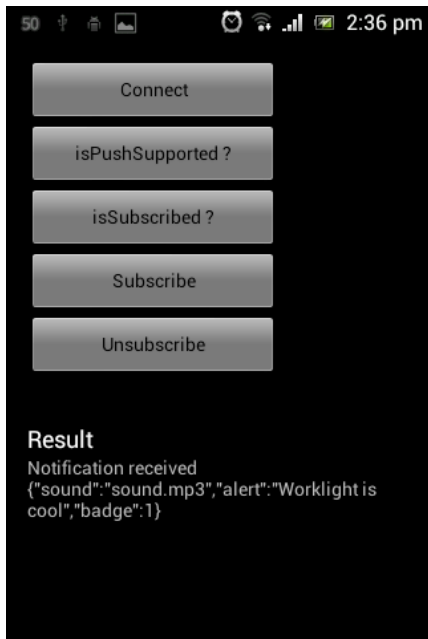 50 2:36 pm
Connect
isPushSupported ?
isSubscribed ?
Subscribe
Unsubscribe
Result
Notification received
{"sound":"sound.mp3","alert":"Worklight is
cool","badge":1}